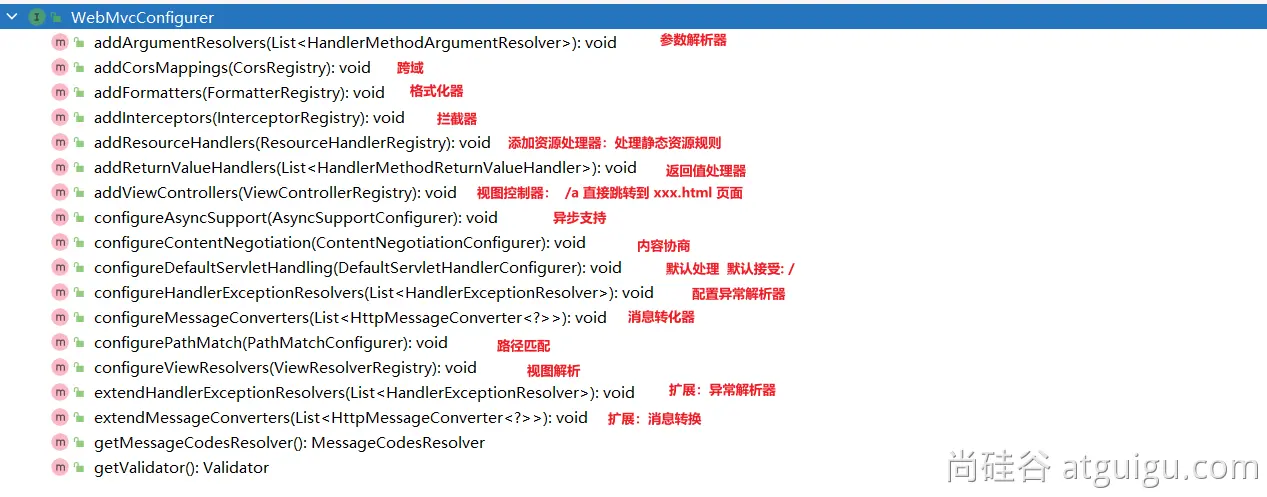 WebMvcConfigurer
addArgumentResolvers(List<HandlerMethodArgumentResolver>): void 参数解析器
addCorsMappings(CorsRegistry): void 跨域
addFormatters(FormatterRegistry): void 格式化器
addInterceptors(InterceptorRegistry): void 拦截器
addResourceHandlers(ResourceHandlerRegistry): void 添加资源处理器：处理静态资源规则
addReturnValueHandlers(List<HandlerMethodReturnValueHandler>): void 返回值处理器
addViewControllers(ViewControllerRegistry): void 视图控制器： /a 直接跳转到 xxx.html 页面
configureAsyncSupport(AsyncSupportConfigurer): void 异步支持
configureContentNegotiation(ContentNegotiationConfigurer): void 内容协商
configureDefaultServletHandling(DefaultServletHandlerConfigurer): void 默认处理 默认接受: /
configureHandlerExceptionResolvers(List<HandlerExceptionResolver>): void 配置异常解析器
configureMessageConverters(List<HttpMessageConverter<?>>): void 消息转化器
configurePathMatch(PathMatchConfigurer): void 路径匹配
configureViewResolvers(ViewResolverRegistry): void 视图解析
extendHandlerExceptionResolvers(List<HandlerExceptionResolver>): void 扩展：异常解析器
extendMessageConverters(List<HttpMessageConverter<?>>): void 扩展：消息转换
getMessageCodesResolver(): MessageCodesResolver
getValidator(): Validator
尚硅谷 atguigu.com